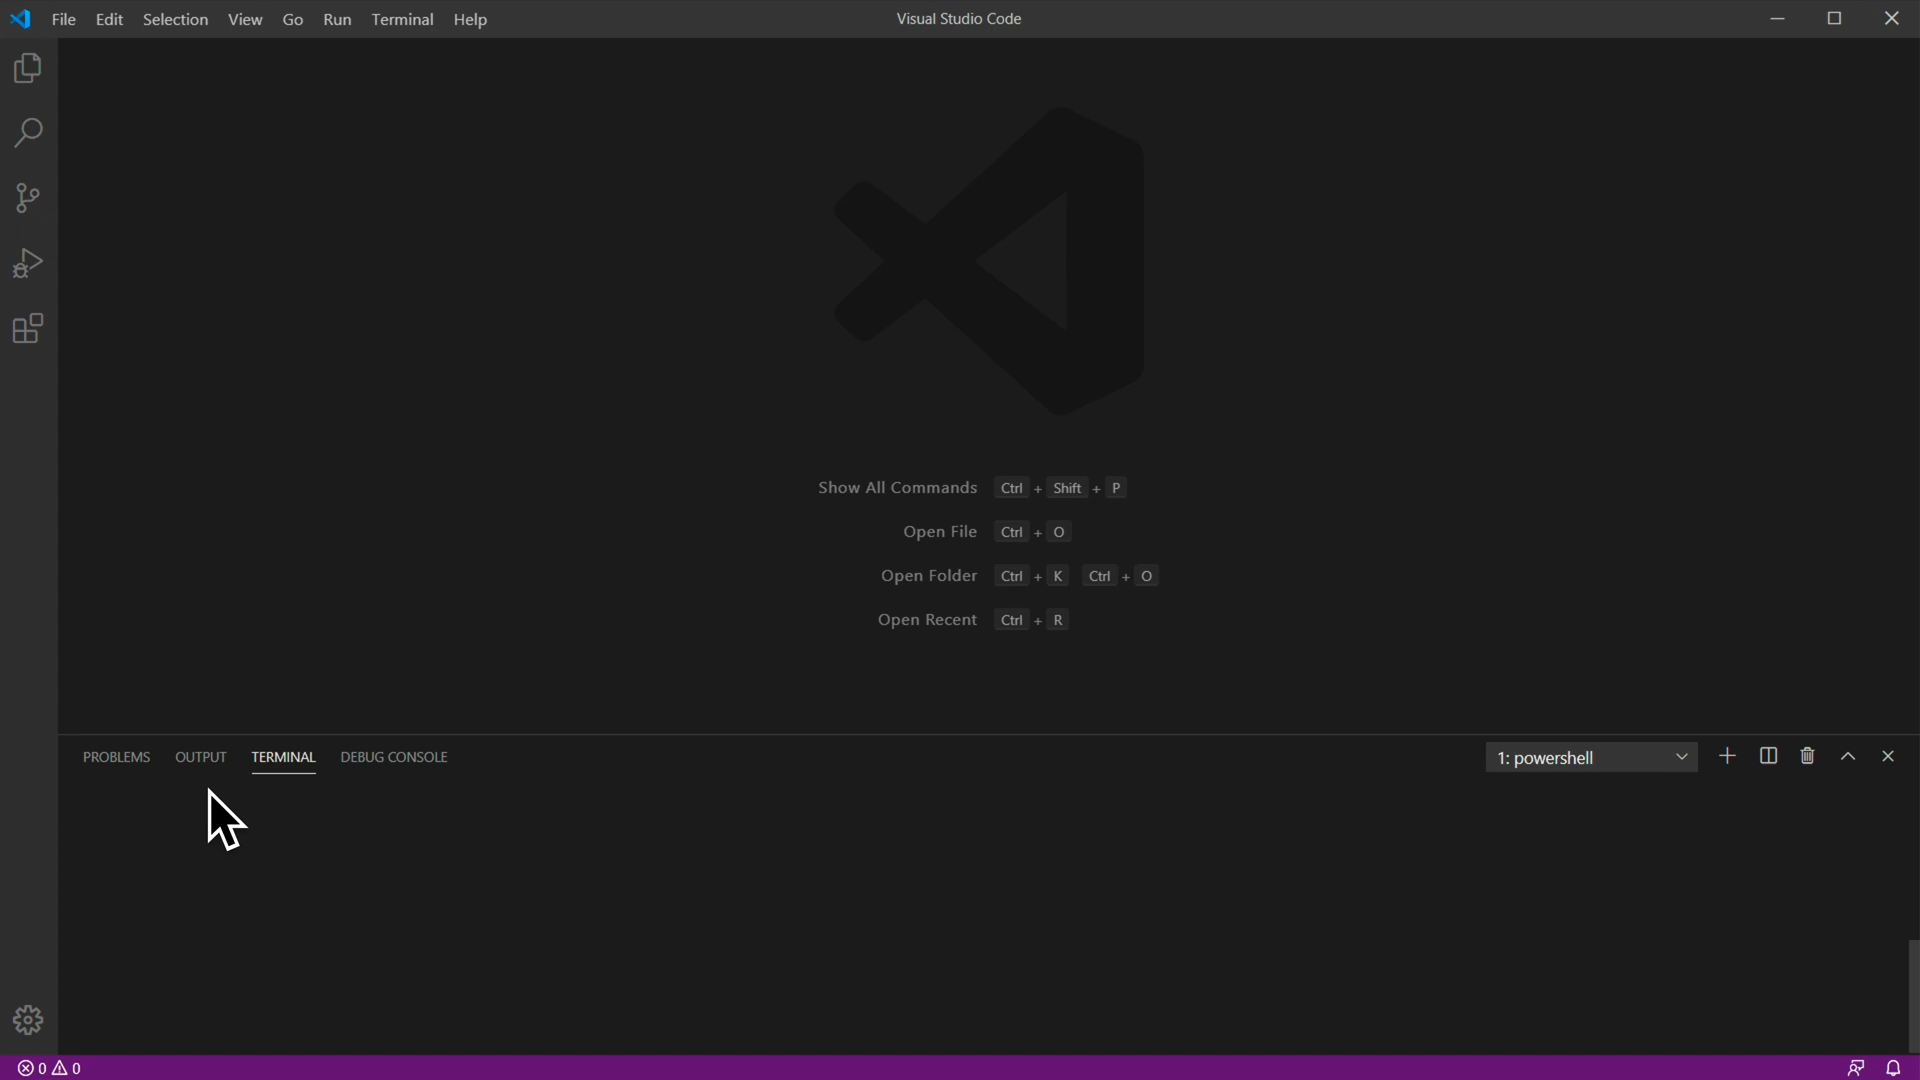 File Edit Selection View Go Run Terminal Help Visual Studio Code
Show All Commands Ctrl + Shift + P
Open File Ctrl + O
Open Folder Ctrl + K Ctrl + O
Open Recent Ctrl + R
PROBLEMS OUTPUT TERMINAL DEBUG CONSOLE 1: powershell
0 0